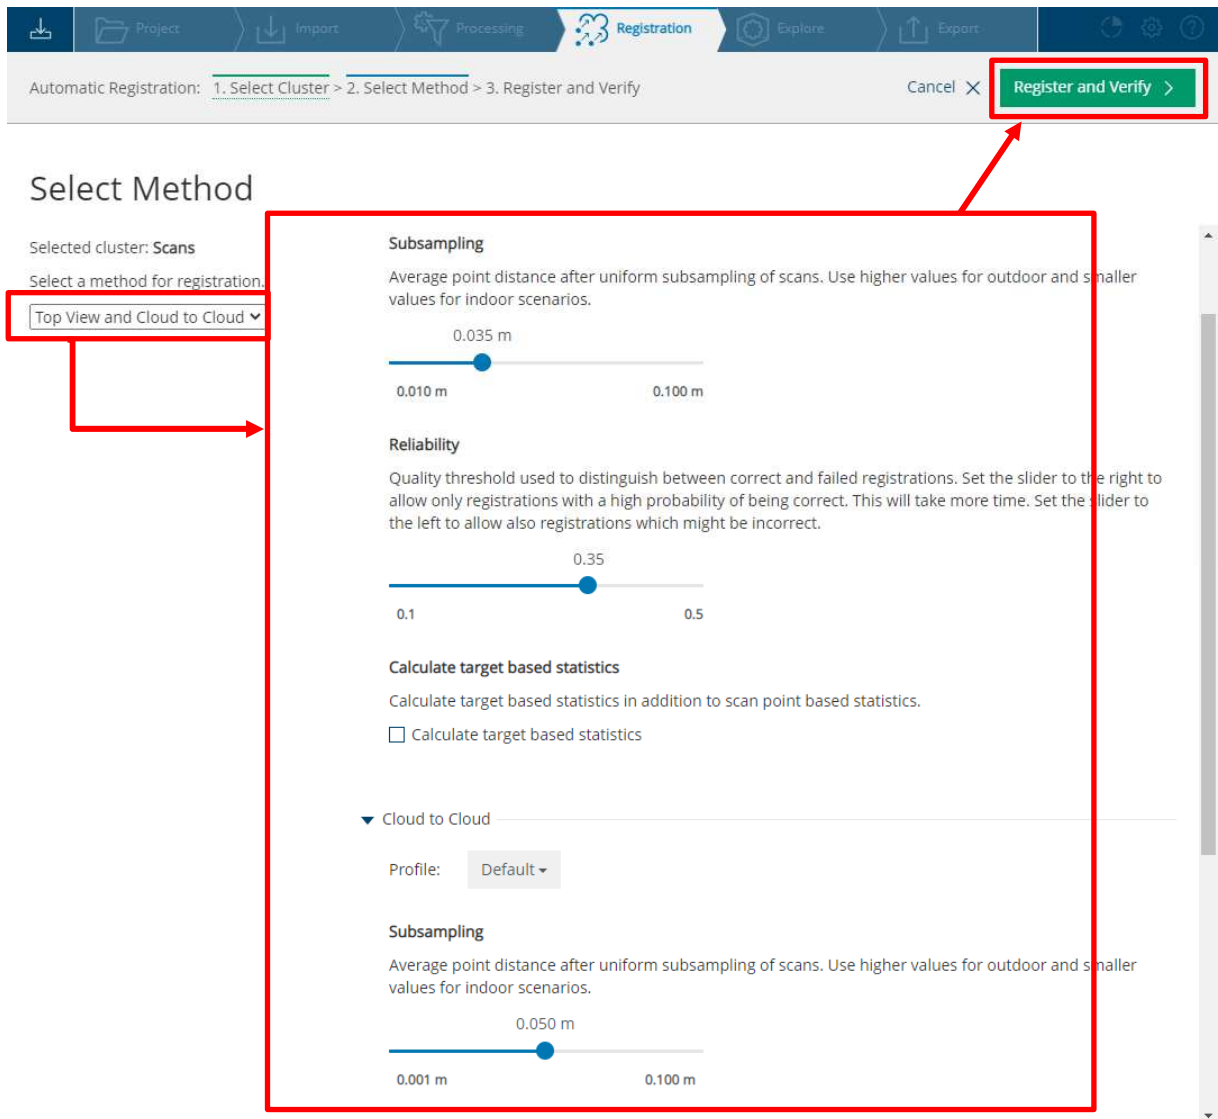 Project
Import
Processing
Registration
Explore
Export
Automatic Registration: 1. Select Cluster > 2. Select Method > 3. Register and Verify
Cancel
Register and Verify
Select Method
Selected cluster: Scans
Select a method for registration.
Top View and Cloud to Cloud
Subsampling
Average point distance after uniform subsampling of scans. Use higher values for outdoor and smaller
values for indoor scenarios.
0.035 m
0.010 m
0.100 m
Reliability
Quality threshold used to distinguish between correct and failed registrations. Set the slider to the right to
allow only registrations with a high probability of being correct. This will take more time. Set the slider to
the left to allow also registrations which might be incorrect.
0.35
0.1
0.5
Calculate target based statistics
Calculate target based statistics in addition to scan point based statistics.
Calculate target based statistics
Cloud to Cloud
Profile:
Default
Subsampling
Average point distance after uniform subsampling of scans. Use higher values for outdoor and smaller
values for indoor scenarios.
0.050 m
0.001 m
0.100 m